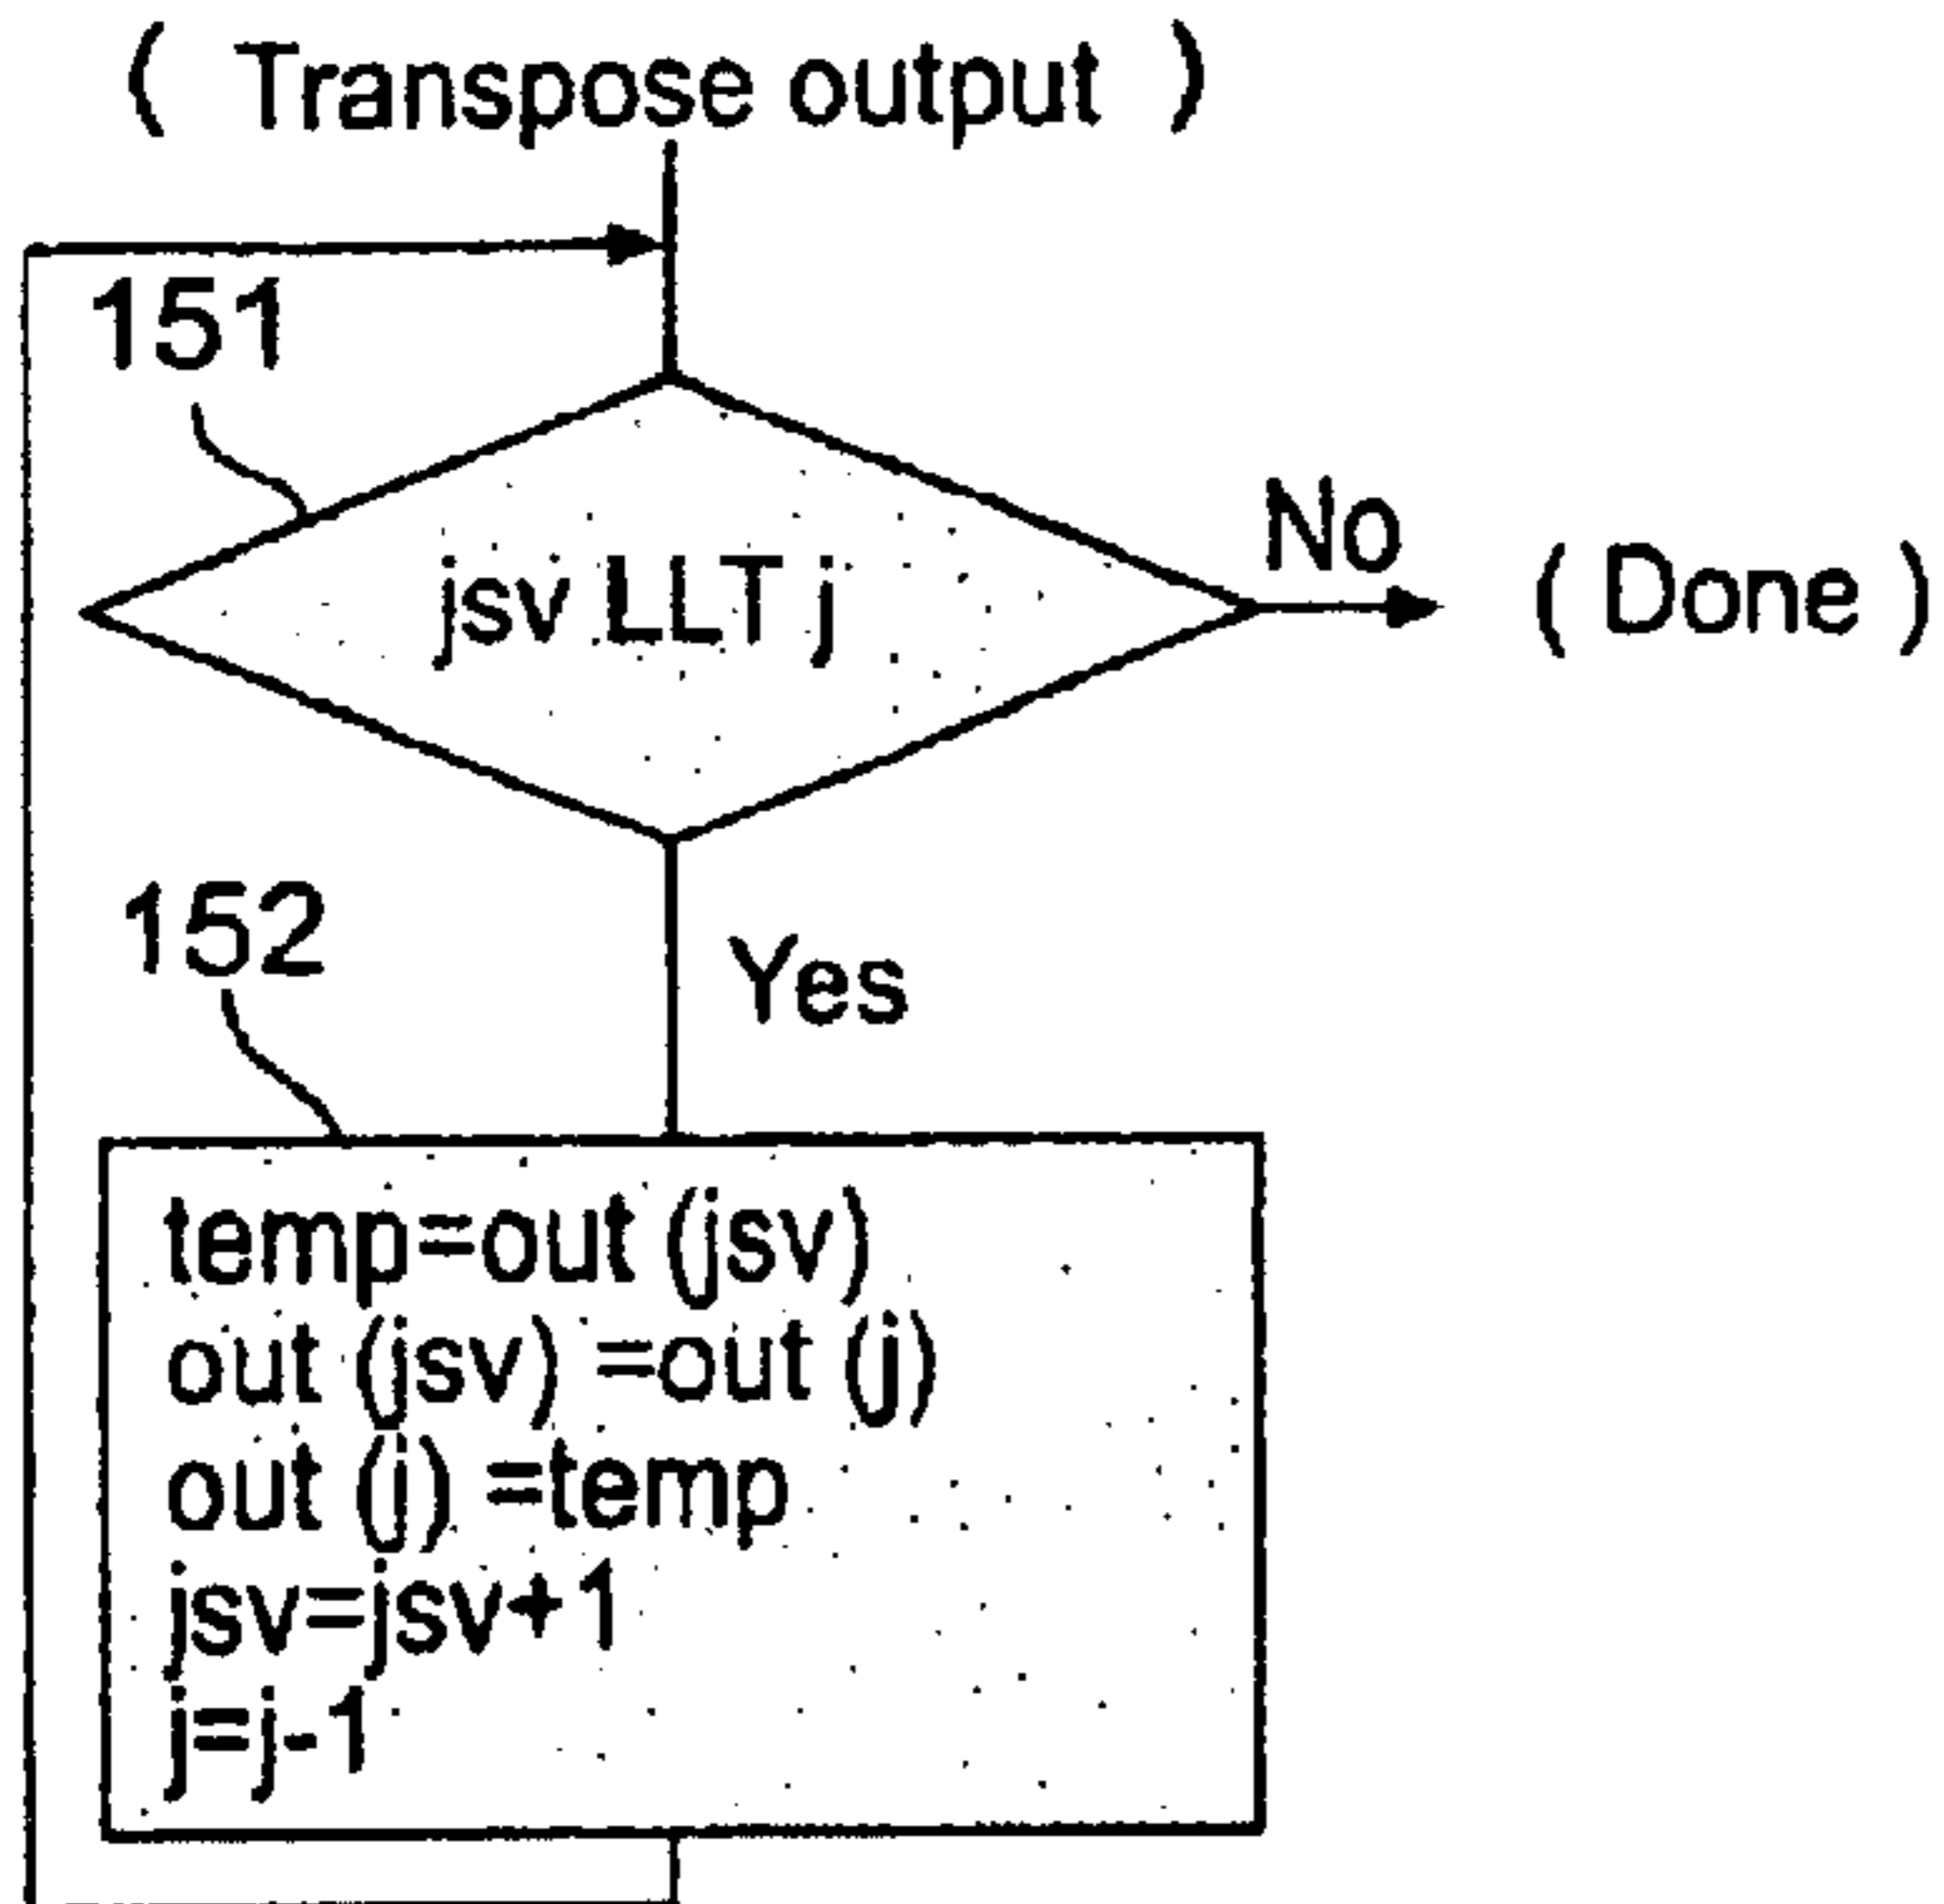 ( Transpose output )
151
jsv LLT j
No
( Done )
152
Yes
temp=out (jsv)
out (jsv) =out (j)
out (j) =temp
jsv=jsv+1
j=j-1